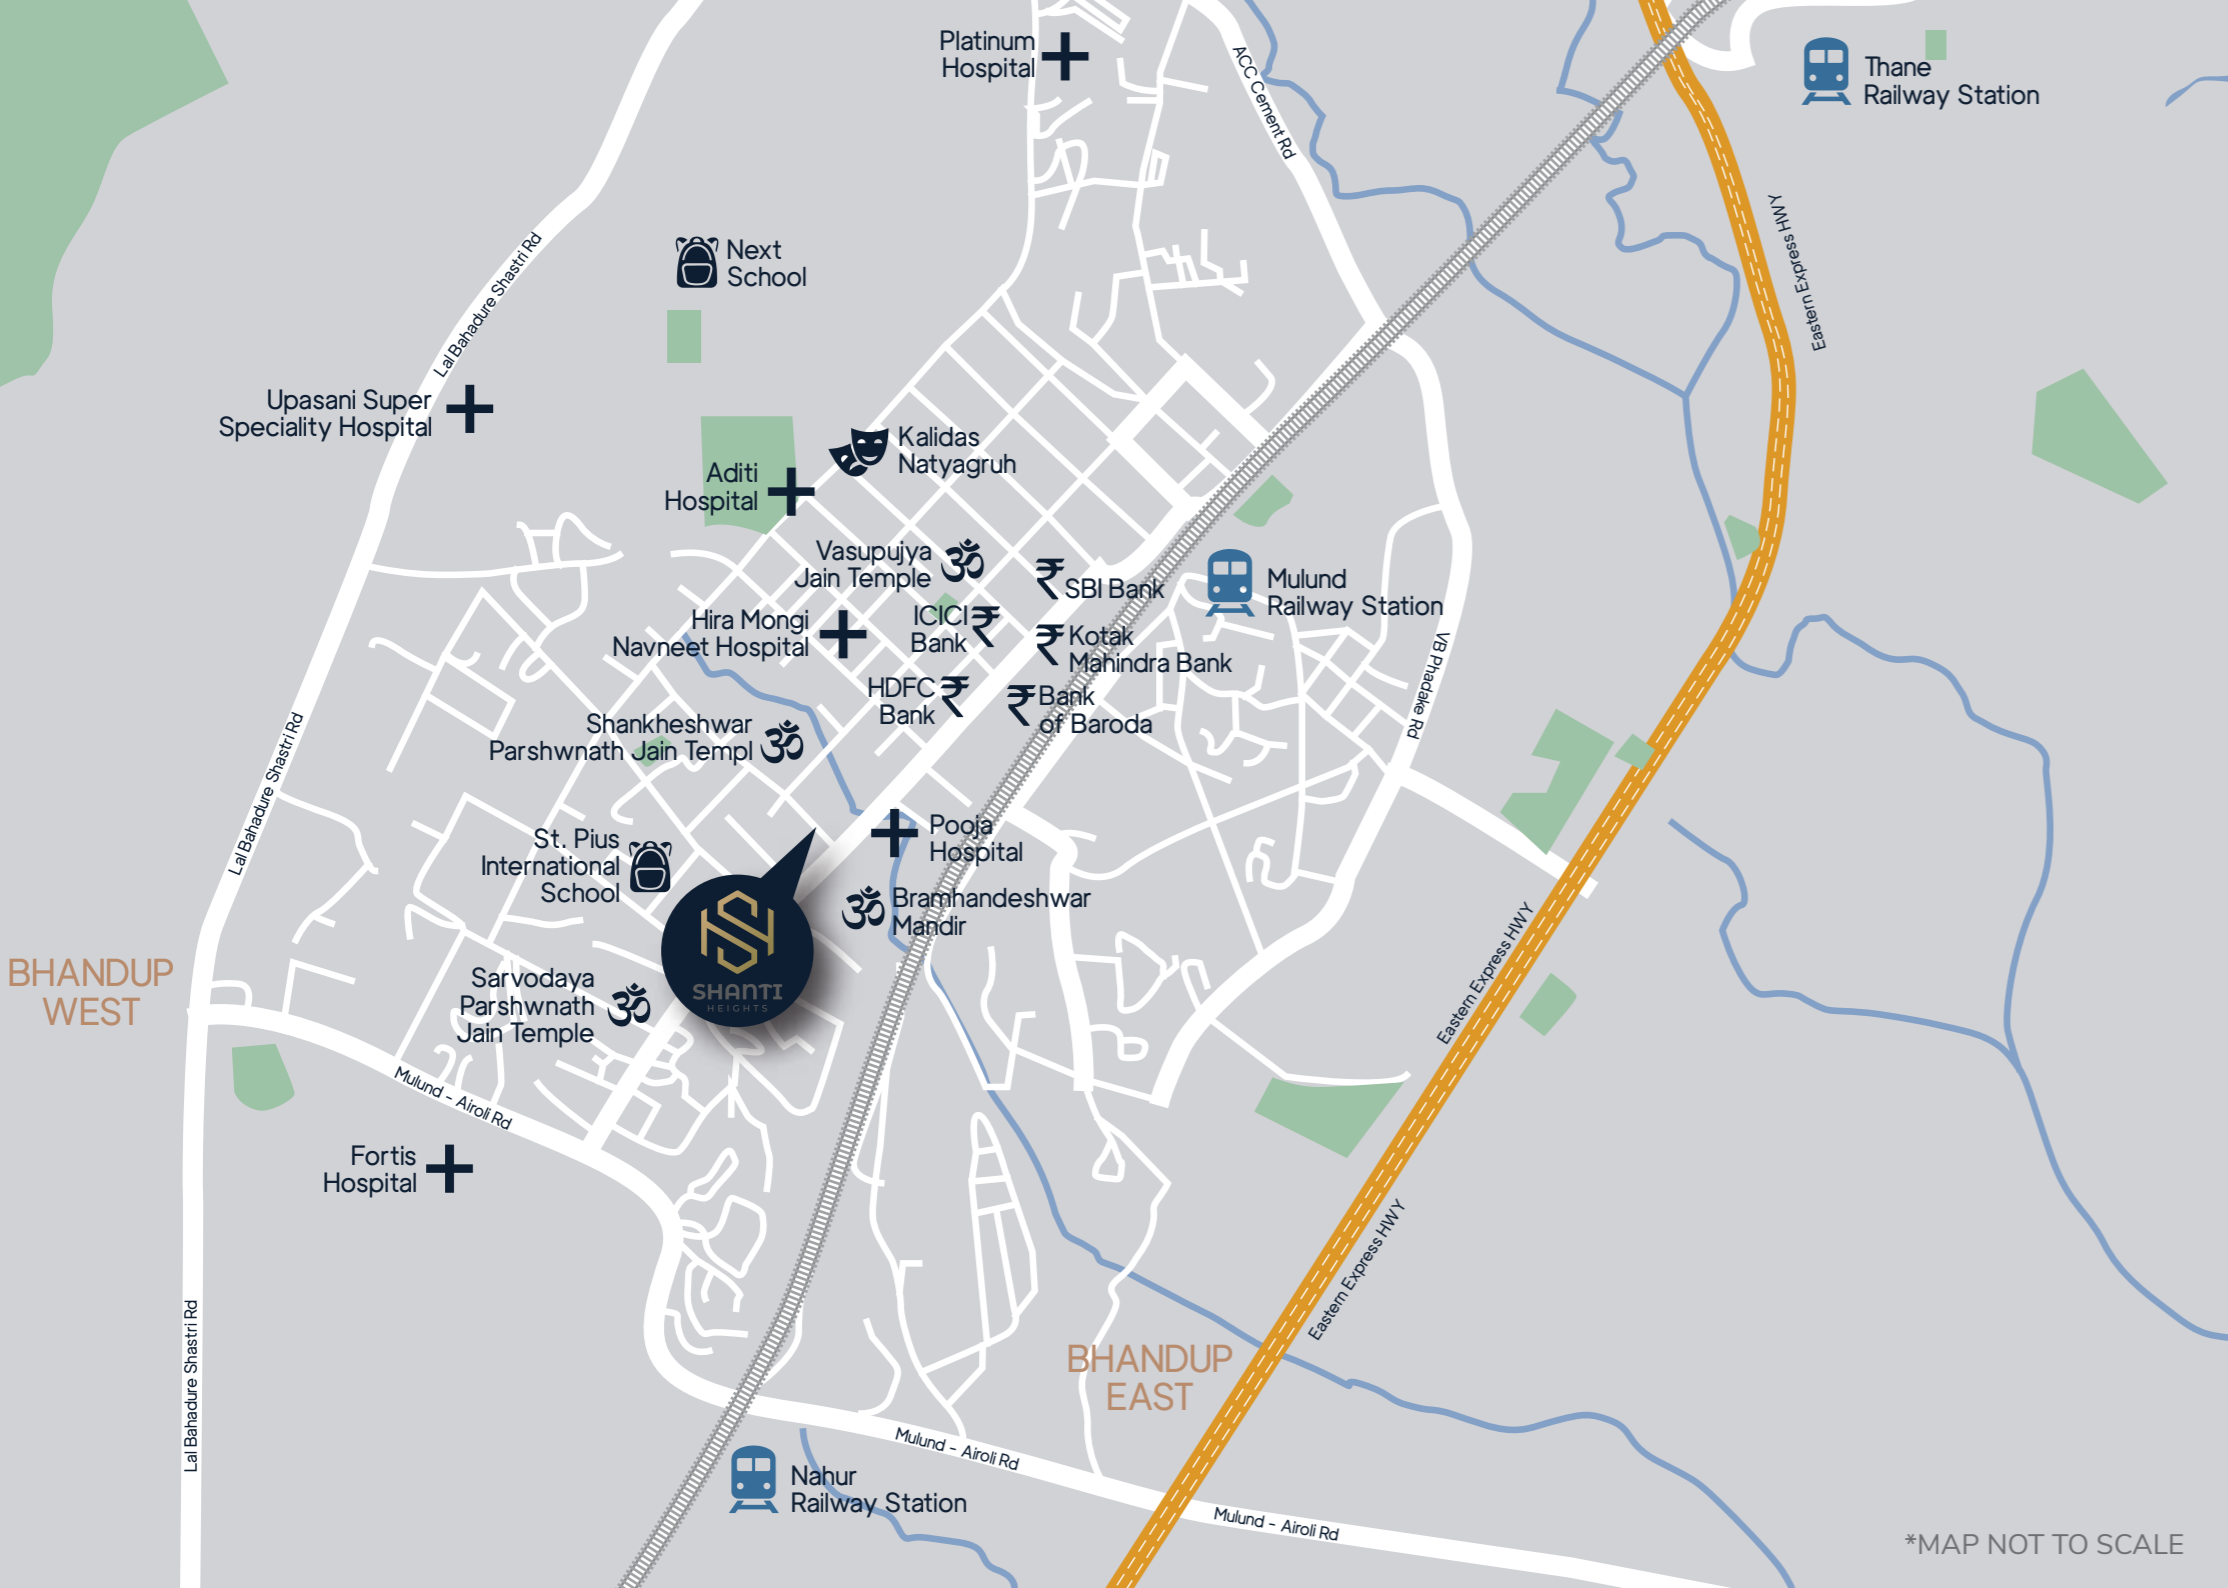 Platinum
Hospital
ACC Cement Rd
Thane
Railway Station
Eastern Express HWY
Next
School
Lal Bahadure Shastri Rd
Upasani Super
Speciality Hospital
Kalidas
Natyagruh
Aditi
Hospital
Vasupujya
Jain Temple
₹ SBI Bank
Mulund
Railway Station
Hira Mongi
Navneet Hospital
ICICI ₹
Bank
₹ Kotak
Mahindra Bank
VB Phadake Rd
HDFC ₹
Bank
₹ Bank
of Baroda
Shankheshwar
Parshwnath Jain Templ
ॐ
ॐ
Lal Bahadure Shastri Rd
St. Pius
International
School
Pooja
Hospital
ॐ
Bramhandeshwar
Mandir
SHANTI
HEIGHTS
Eastern Express HWY
BHANDUP
WEST
Sarvodaya
Parshwnath
Jain Temple
ॐ
Mulund - Airoli Rd
Fortis
Hospital
Eastern Express HWY
Lal Bahadure Shastri Rd
BHANDUP
EAST
Mulund - Airoli Rd
Nahur
Railway Station
Mulund - Airoli Rd
*MAP NOT TO SCALE